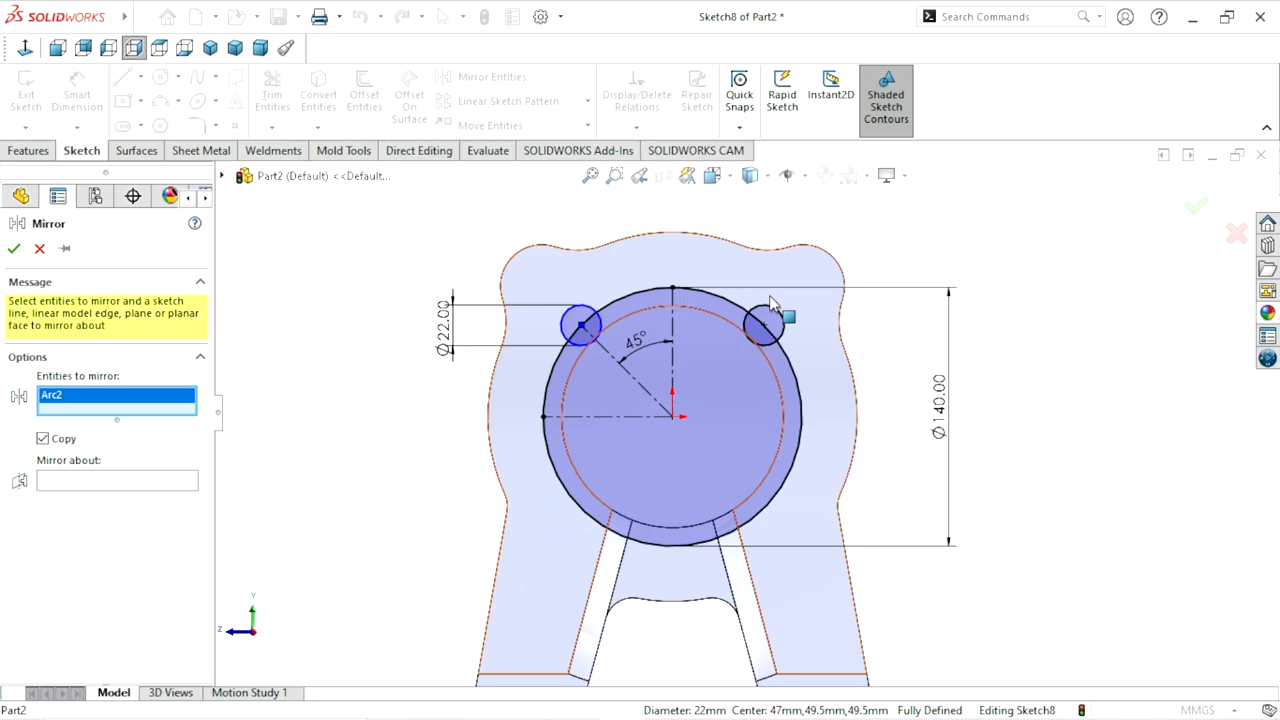 SOLIDWORKS
Sketch8 of Part2 *
Search Commands
Exit Sketch
Smart Dimension
Trim Entities
Convert Entities
Offset Entities
Offset On Surface
Mirror Entities
Linear Sketch Pattern
Move Entities
Display/Delete Relations
Repair Sketch
Quick Snaps
Rapid Sketch
Instant2D
Shaded Sketch Contours
Features
Sketch
Surfaces
Sheet Metal
Weldments
Mold Tools
Direct Editing
Evaluate
SOLIDWORKS Add-Ins
SOLIDWORKS CAM
Part2 (Default) <<Default...
Mirror
Message
Select entities to mirror and a sketch
line, linear model edge, plane or planar
face to mirror about
Options
Entities to mirror:
Arc2
Copy
Mirror about:
∅22.00
45°
∅140.00
Y
Z
Model
3D Views
Motion Study 1
Part2
Diameter: 22mm Center: 47mm,49.5mm,49.5mm
Fully Defined
Editing Sketch8
MMGS